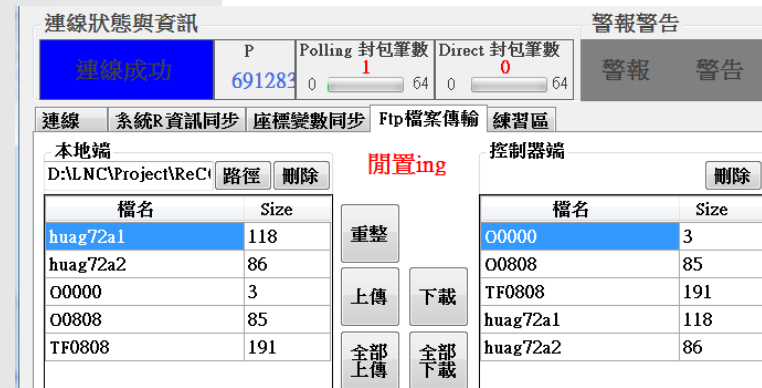 連線狀態與資訊
警報警告
連線成功
P
691283
Polling 封包筆數
1
0
64
Direct 封包筆數
0
0
64
警報
警告
連線
系統R資訊同步
座標變數同步
Ftp檔案傳輸
練習區
本地端
D:\LNC\Project\ReC
路徑
刪除
檔名 Size
huag72a1 118
huag72a2 86
O0000 3
O0808 85
TF0808 191
閒置ing
重整
上傳
下載
全部
上傳
全部
下載
控制器端
刪除
檔名 Size
O0000 3
O0808 85
TF0808 191
huag72a1 118
huag72a2 86